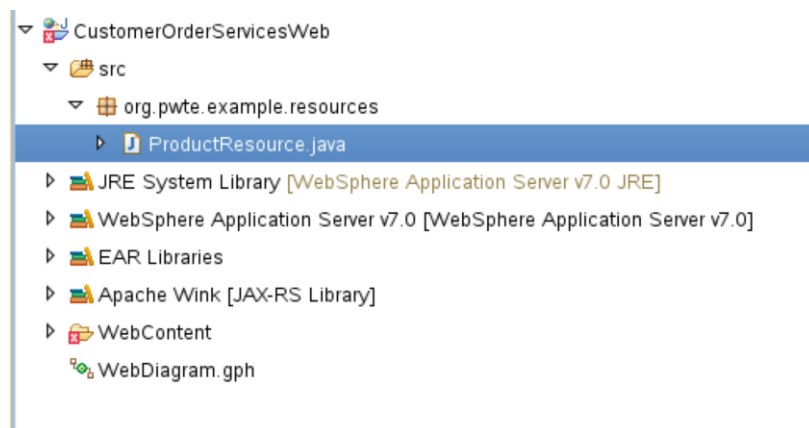 CustomerOrderServicesWeb
src
org.pwte.example.resources
ProductResource.java
JRE System Library [WebSphere Application Server v7.0 JRE]
WebSphere Application Server v7.0 [WebSphere Application Server v7.0]
EAR Libraries
Apache Wink [JAX-RS Library]
WebContent
WebDiagram.gph